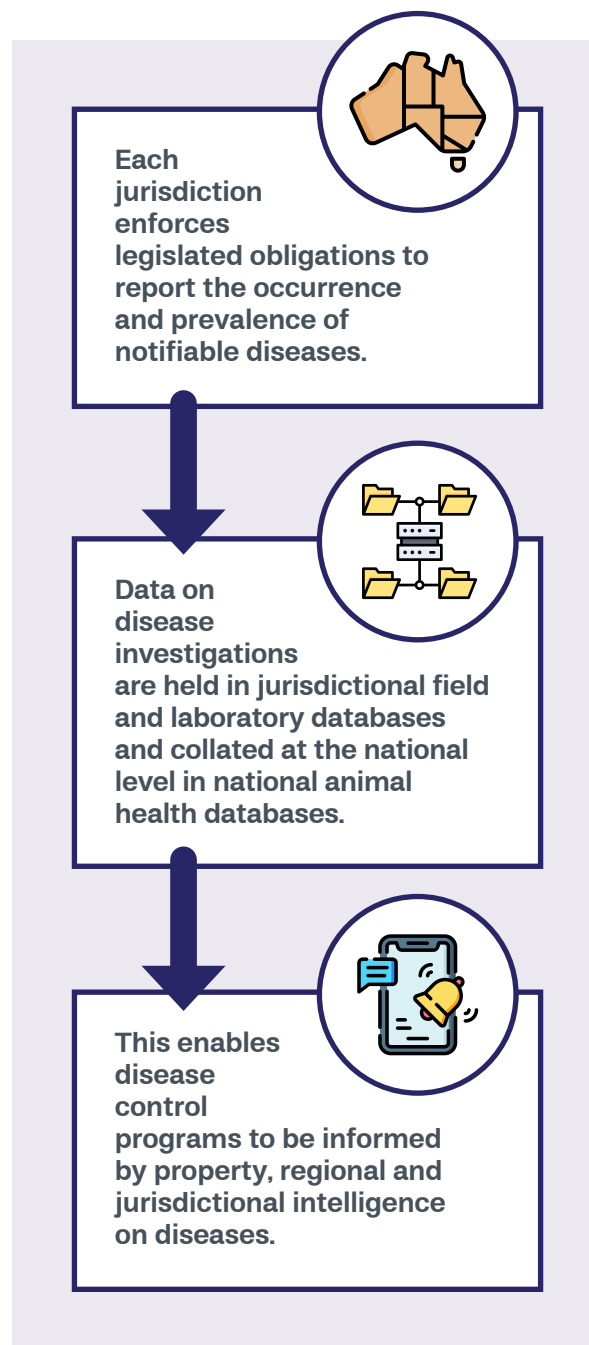 Each
jurisdiction
enforces
legislated obligations to
report the occurrence
and prevalence of
notifiable diseases.
Data on
disease
investigations
are held in jurisdictional field
and laboratory databases
and collated at the national
level in national animal
health databases.
This enables
disease
control
programs to be informed
by property, regional and
jurisdictional intelligence
on diseases.